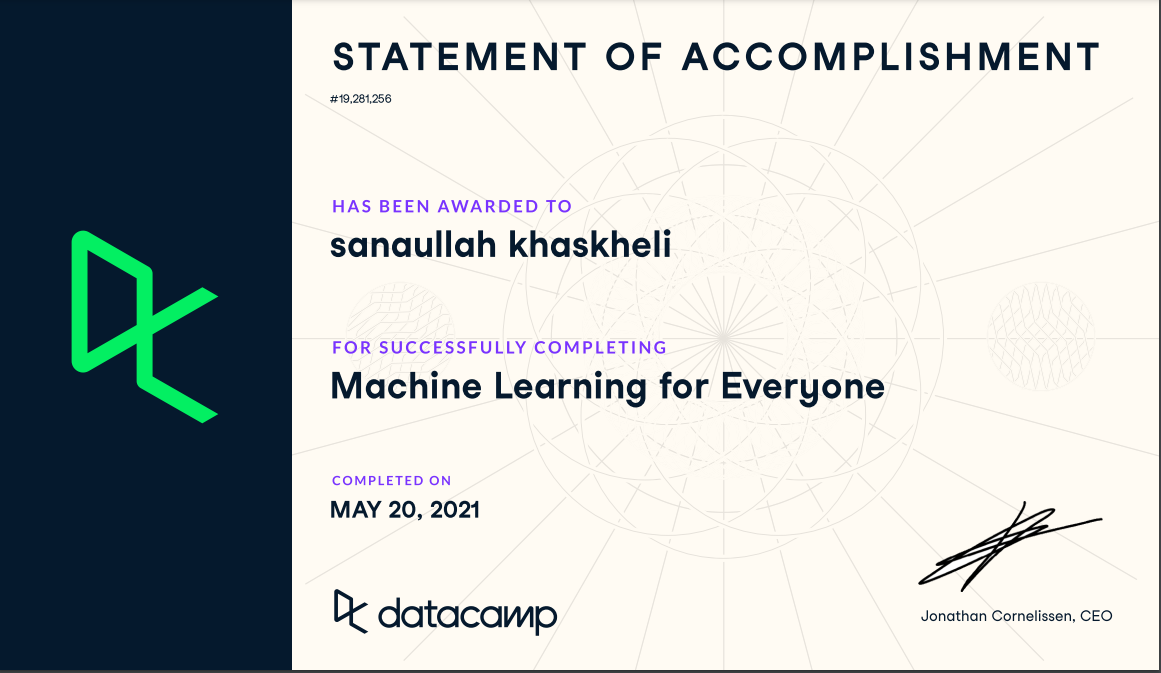 STATEMENT OF ACCOMPLISHMENT
#19,281,256
HAS BEEN AWARDED TO
sanaullah khaskheli
FOR SUCCESSFULLY COMPLETING
Machine Learning for Everyone
COMPLETED ON
MAY 20, 2021
datacamp
Jonathan Cornelissen, CEO